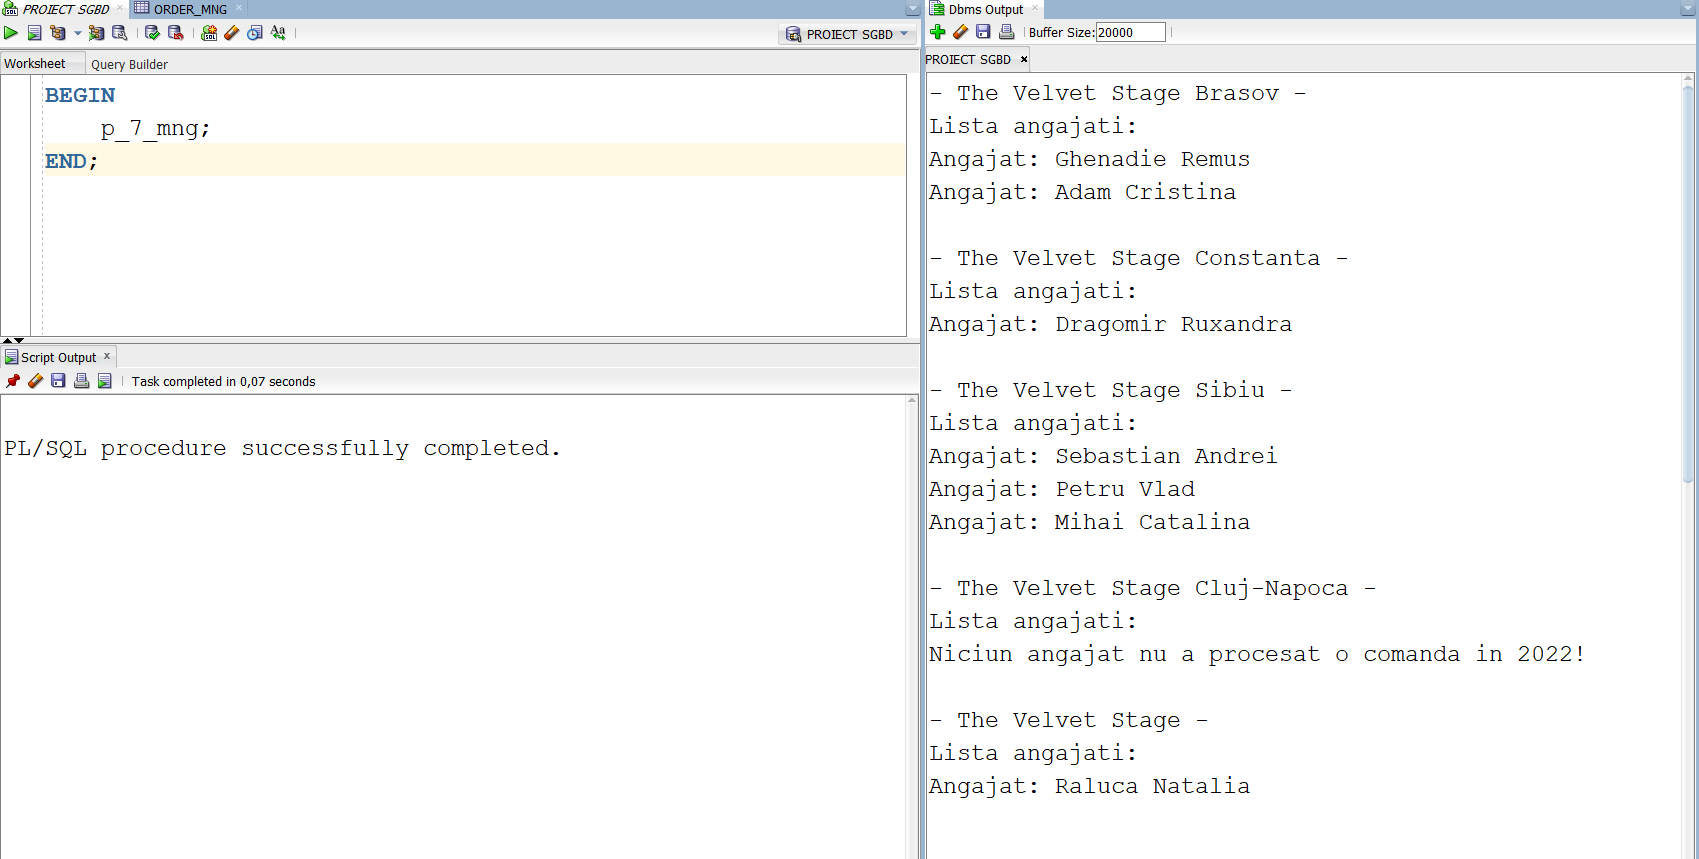 PROIECT SGBD
ORDER_MNG
PROIECT SGBD
Worksheet
Query Builder
BEGIN
p_7_mng;
END;
Script Output
Task completed in 0,07 seconds
PL/SQL procedure successfully completed.
Dbms Output
Buffer Size: 20000
PROIECT SGBD
- The Velvet Stage Brasov -
Lista angajati:
Angajat: Ghenadie Remus
Angajat: Adam Cristina
- The Velvet Stage Constanta -
Lista angajati:
Angajat: Dragomir Ruxandra
- The Velvet Stage Sibiu -
Lista angajati:
Angajat: Sebastian Andrei
Angajat: Petru Vlad
Angajat: Mihai Catalina
- The Velvet Stage Cluj-Napoca -
Lista angajati:
Niciun angajat nu a procesat o comanda in 2022!
- The Velvet Stage -
Lista angajati:
Angajat: Raluca Natalia